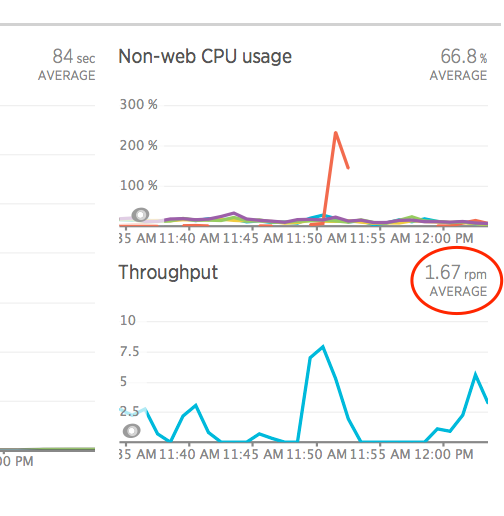 84 sec
AVERAGE
00 PM
Non-web CPU usage
66.8 %
AVERAGE
300 %
200 %
100 %
35 AM 11:40 AM 11:45 AM 11:50 AM 11:55 AM 12:00 PM
Throughput
1.67 rpm
AVERAGE
10
7.5
5
2.5
35 AM 11:40 AM 11:45 AM 11:50 AM 11:55 AM 12:00 PM